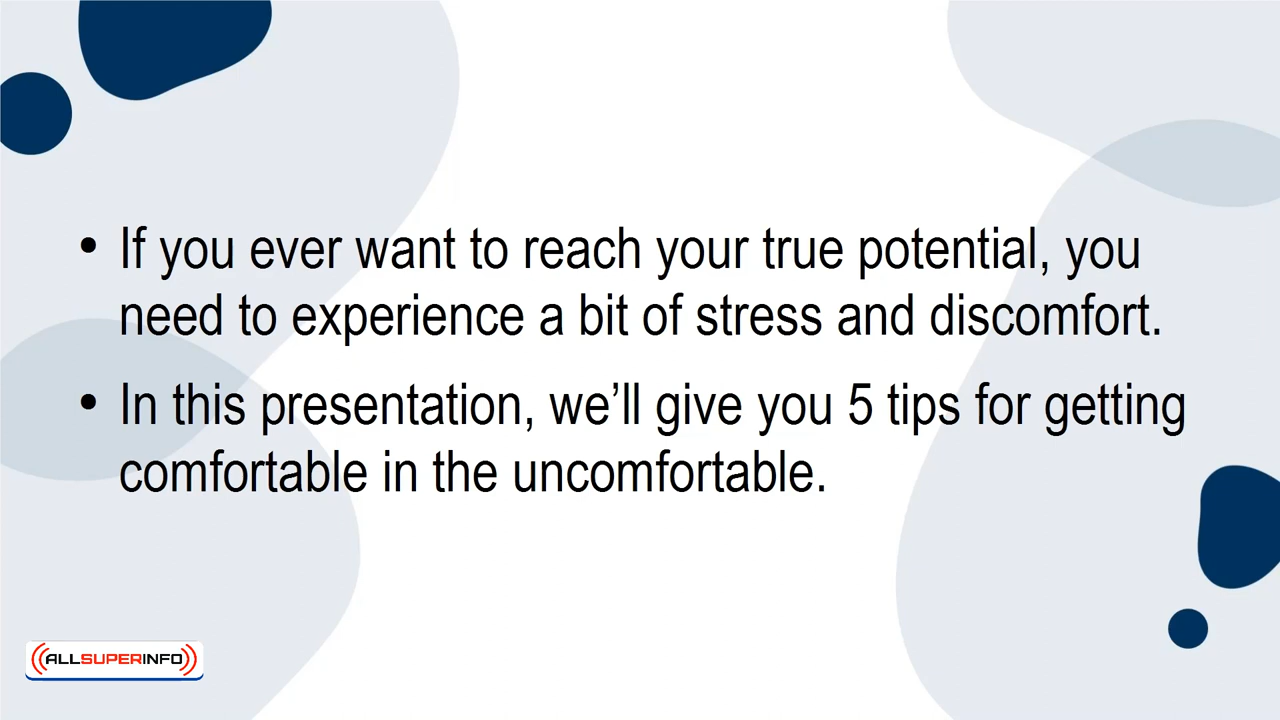 • If you ever want to reach your true potential, you
need to experience a bit of stress and discomfort.
• In this presentation, we’ll give you 5 tips for getting
comfortable in the uncomfortable.
ALLSUPERINFO